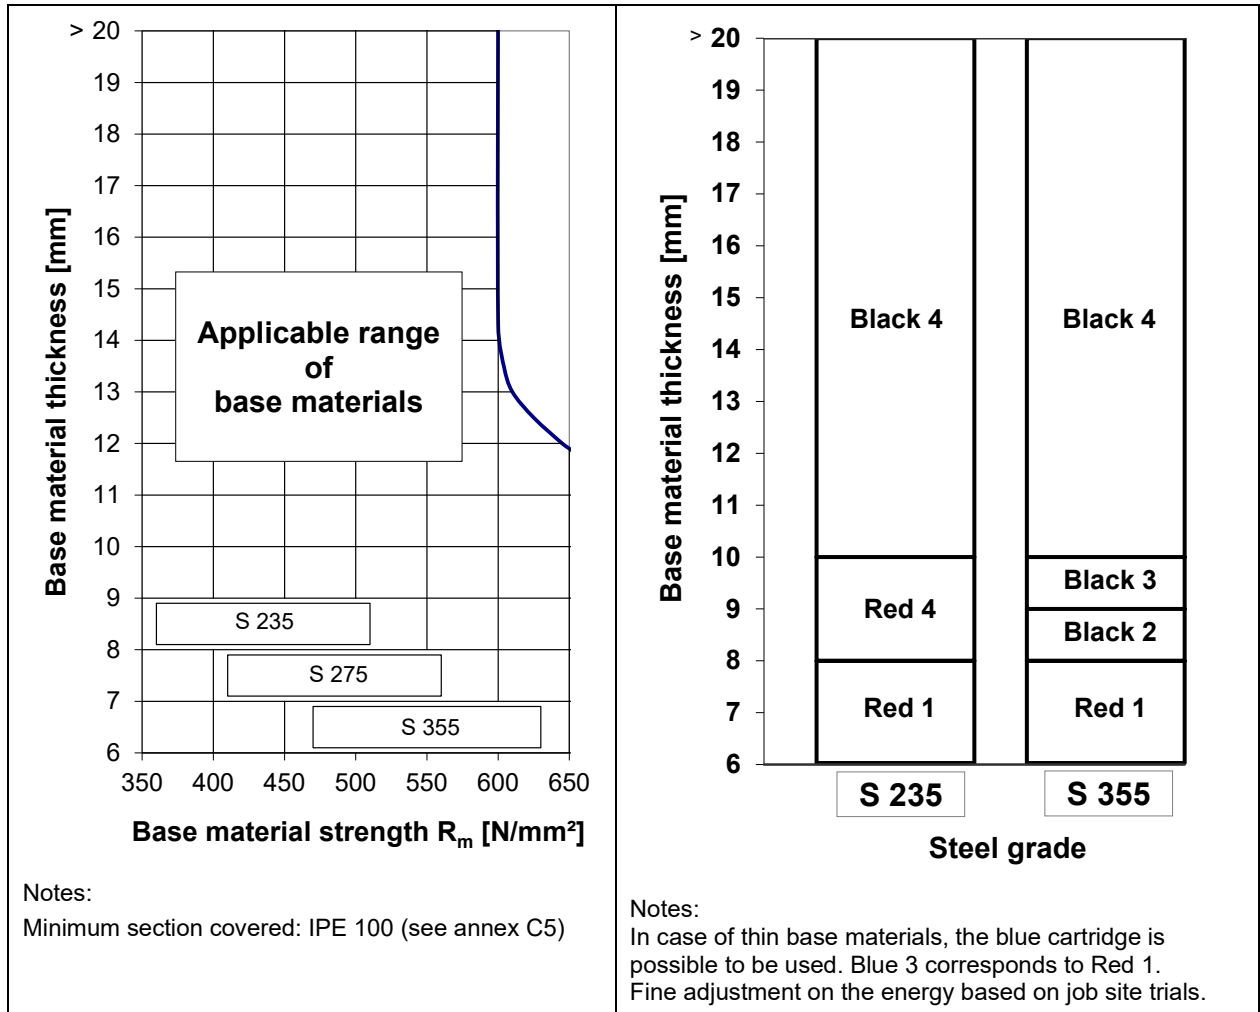 > 20
19
18
17
16
15
14
13
12
11
10
9
8
7
6
Base material thickness [mm]
Applicable range
of
base materials
S 235
S 275
S 355
350 400 450 500 550 600 650
Base material strength Rm [N/mm²]
Notes:
Minimum section covered: IPE 100 (see annex C5)
> 20
19
18
17
16
15
14
13
12
11
10
9
8
7
6
Base material thickness [mm]
Black 4
Red 4
Red 1
Black 4
Black 3
Black 2
Red 1
S 235 S 355
Steel grade
Notes:
In case of thin base materials, the blue cartridge is
possible to be used. Blue 3 corresponds to Red 1.
Fine adjustment on the energy based on job site trials.